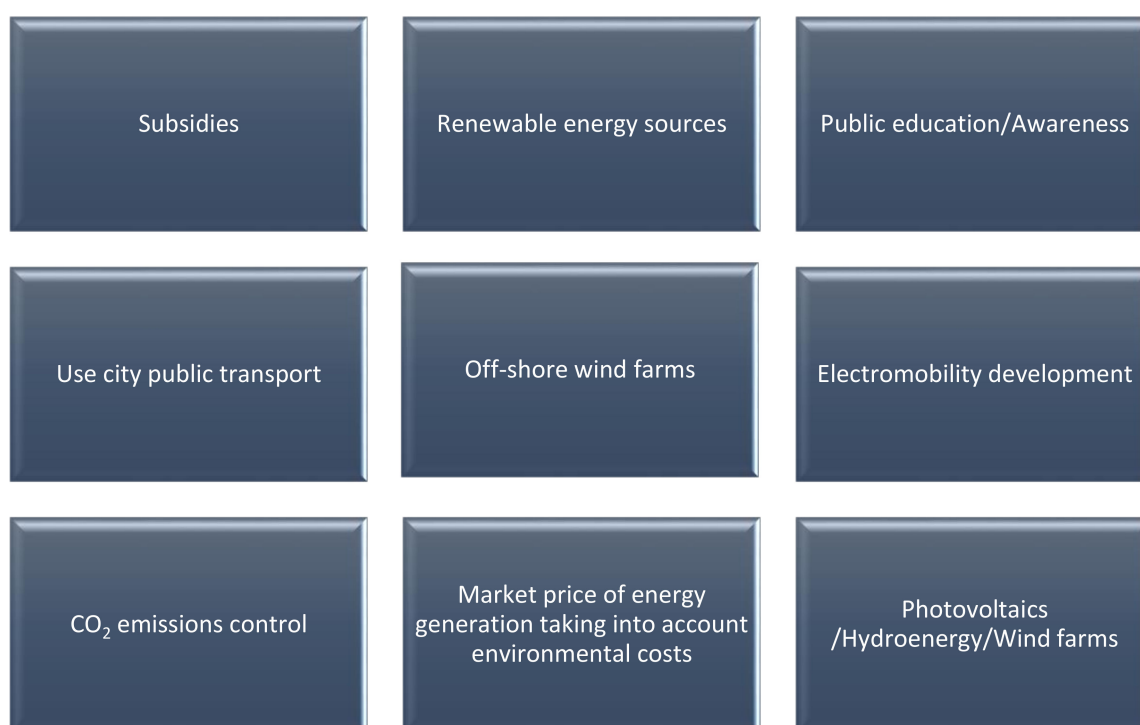 Subsidies
Renewable energy sources
Public education/Awareness
Use city public transport
Off-shore wind farms
Electromobility development
CO₂ emissions control
Market price of energy
generation taking into account
environmental costs
Photovoltaics
/Hydroenergy/Wind farms